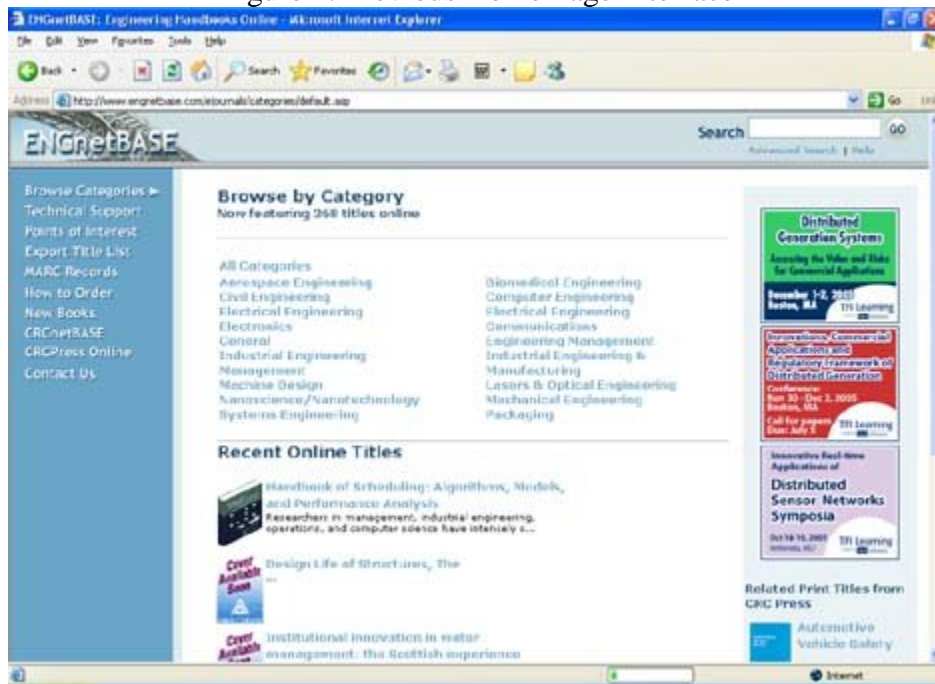 ENGnetBASE: Engineering Handbooks Online - Microsoft Internet Explorer
File Edit View Favorites Tools Help
Back Search Favorites
Address http://www.engnetbase.com/ejournals/categories/default.asp Go
ENGnetBASE
Search GO
Advanced Search | Help
Browse Categories
Technical Support
Points of Interest
Export Title List
MARC Records
How to Order
New Books
CRCnetBASE
CRCPress Online
Contact Us
Browse by Category
Now featuring 268 titles online
All Categories
Aerospace Engineering
Civil Engineering
Electrical Engineering
Electronics
General
Industrial Engineering
Management
Machine Design
Nanoscience/Nanotechnology
Systems Engineering
Biomedical Engineering
Computer Engineering
Electrical Engineering
Communications
Engineering Management
Industrial Engineering &
Manufacturing
Lasers & Optical Engineering
Mechanical Engineering
Packaging
Recent Online Titles
Handbook of Scheduling: Algorithms, Models,
and Performance Analysis
Researchers in management, industrial engineering,
operations, and computer science have intensely s...
Cover
Available
Soon
Design Life of Structures, The
...
Cover
Available
Institutional innovation in water
management: the Scottish experience
Distributed
Generation Systems
Assessing the Value and Risks
for Commercial Applications
December 1-2, 2005
Boston, MA
TTI Learning
Innovations, Commercial
Applications and
Regulatory Framework of
Distributed Generation
Conference:
Nov 30 - Dec 2, 2005
Boston, MA
Call for papers
Due: July 5
TTI Learning
Innovative Real-time
Applications of
Distributed
Sensor Networks
Symposia
Oct 18-19, 2005
TTI Learning
Related Print Titles from
CRC Press
Automotive
Vehicle Safety
Internet